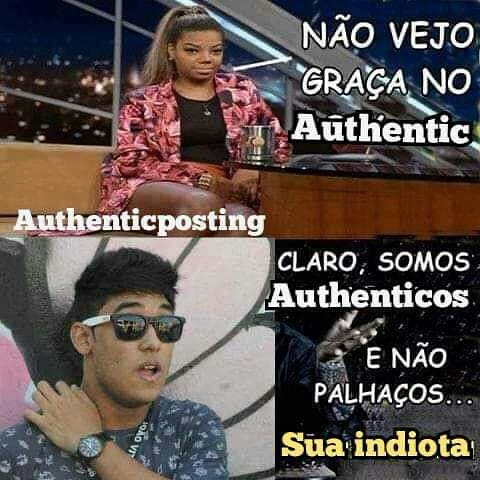 NÃO VEJO
GRAÇA NO
Authentic
Authenticposting
CLARO, SOMOS
Authenticos
E NÃO
PALHAÇOS...
Sua indiota